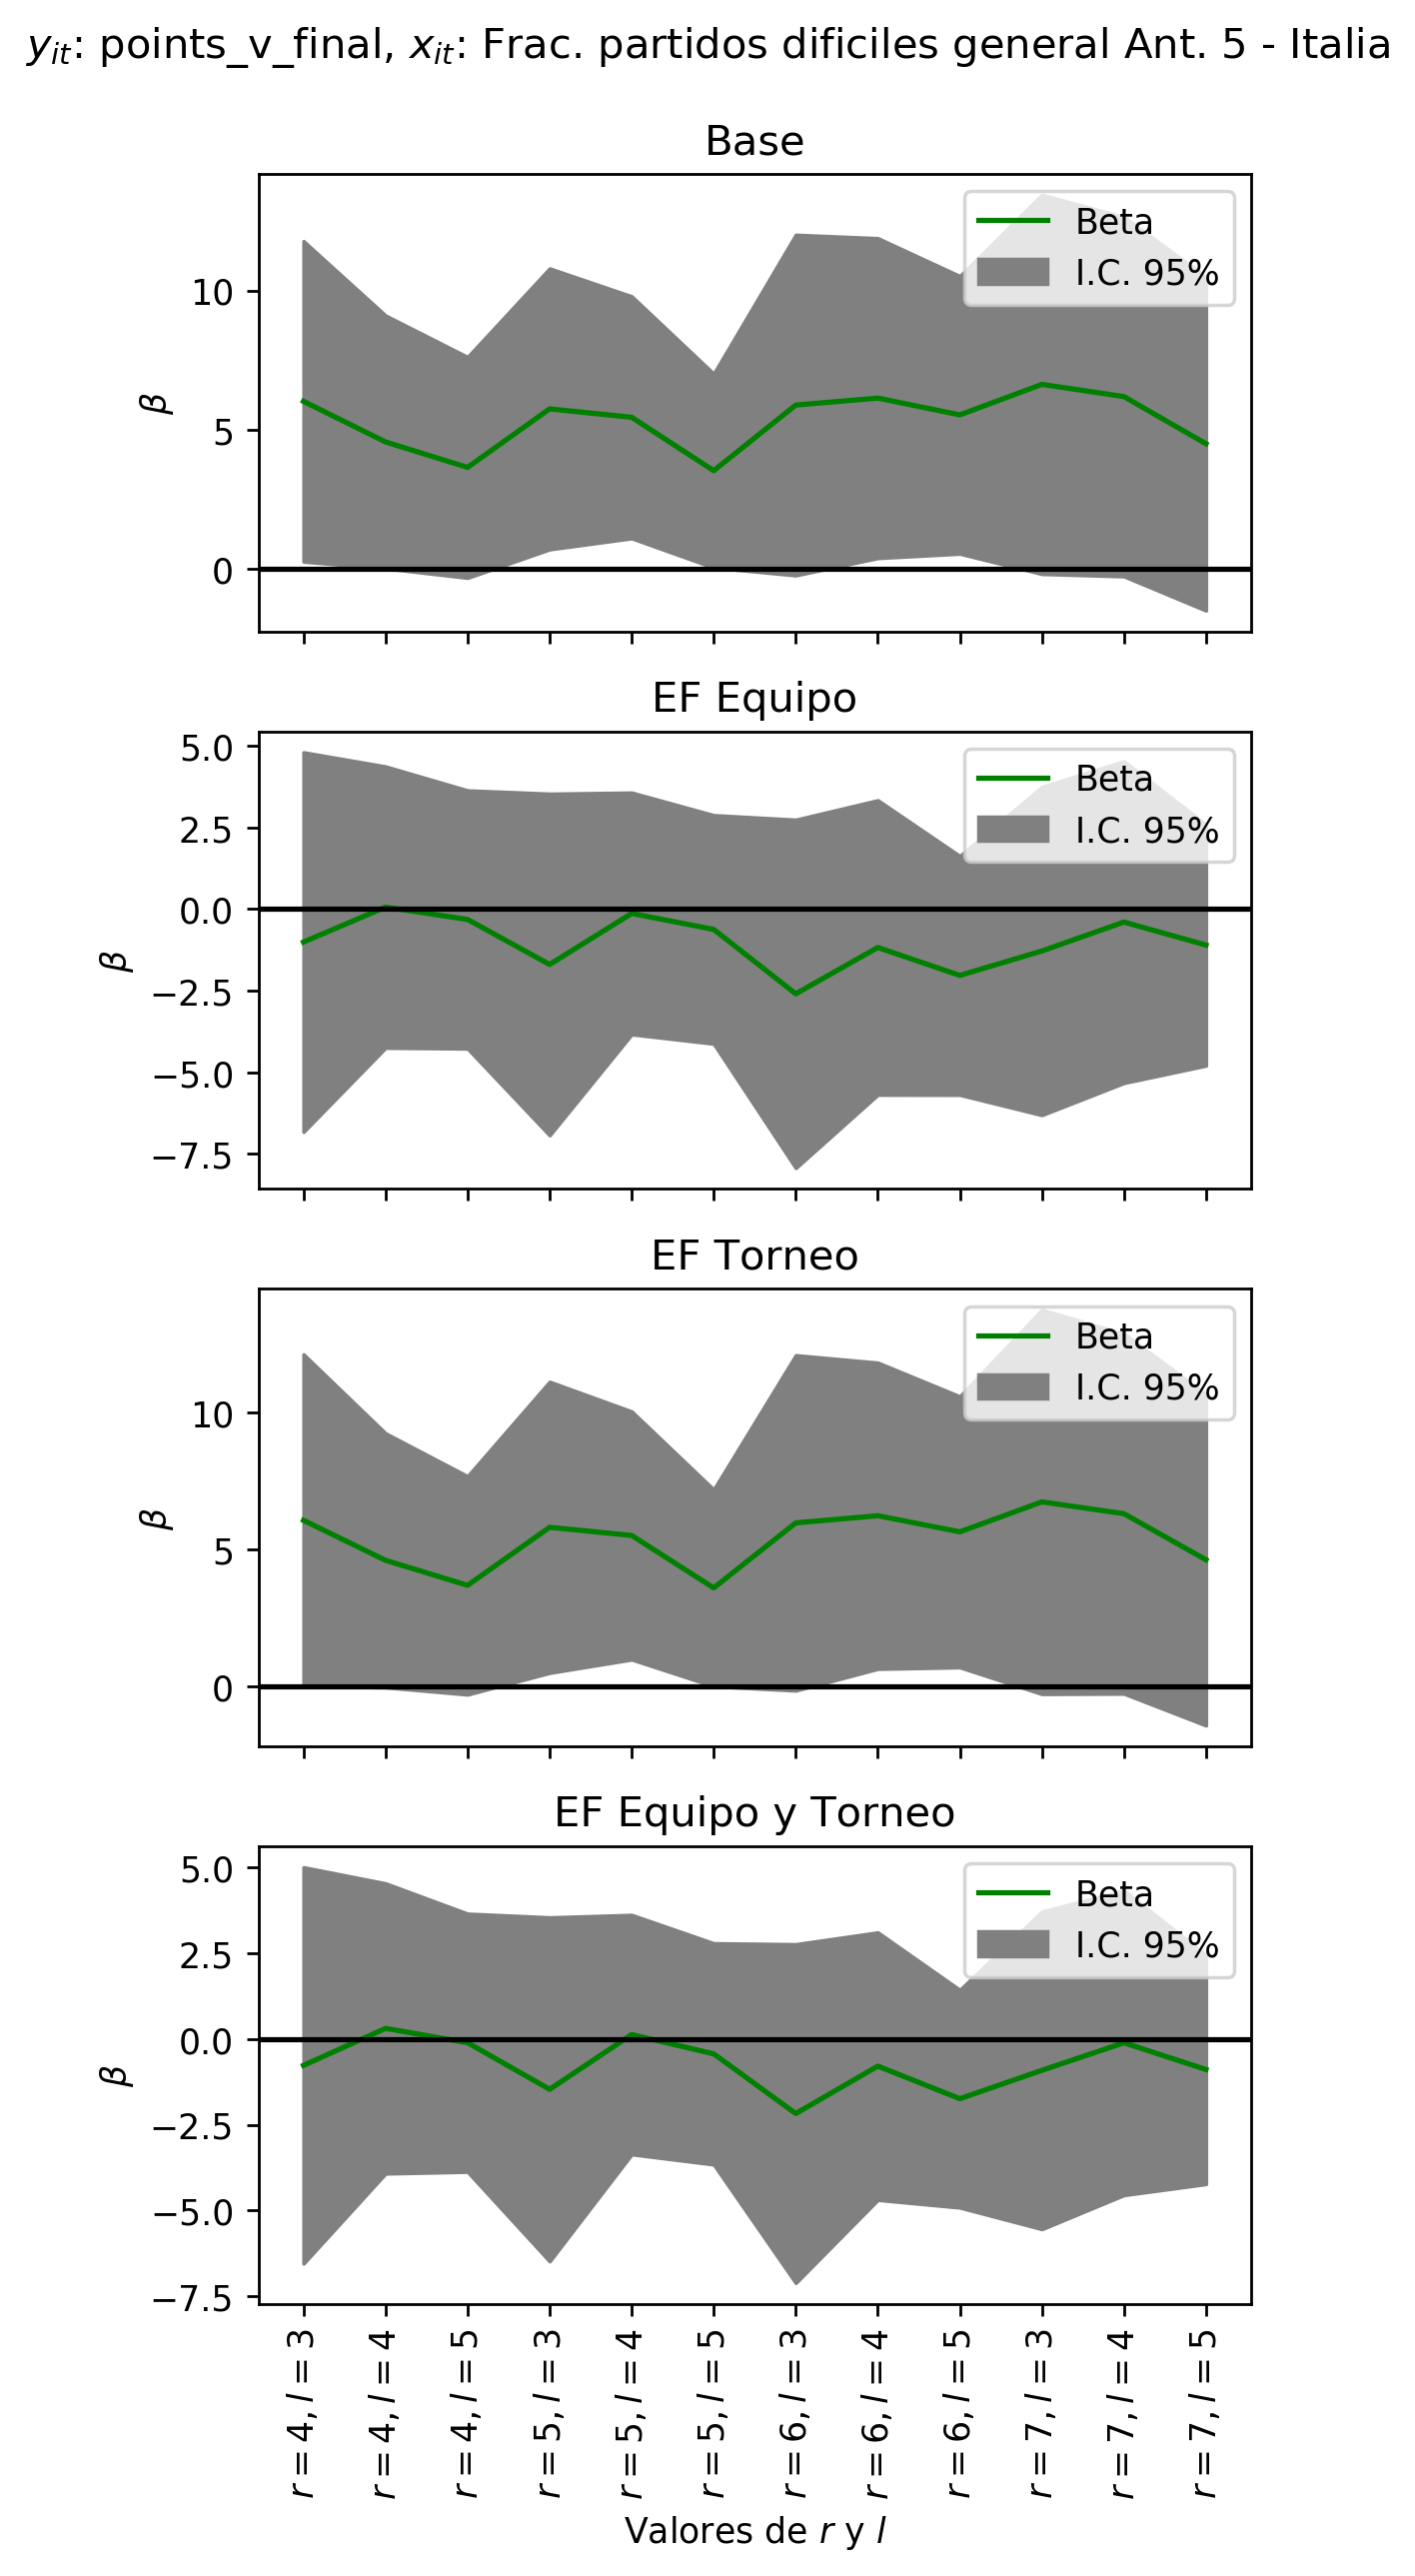 y_{it}: points_v_final, x_{it}: Frac. partidos dificiles general Ant. 5 - Italia
Base
Beta
I.C. 95%
10
5
0
β
EF Equipo
Beta
I.C. 95%
5.0
2.5
0.0
−2.5
−5.0
−7.5
β
EF Torneo
Beta
I.C. 95%
10
5
0
β
EF Equipo y Torneo
Beta
I.C. 95%
5.0
2.5
0.0
−2.5
−5.0
−7.5
β
r = 4, l = 3
r = 4, l = 4
r = 4, l = 5
r = 5, l = 3
r = 5, l = 4
r = 5, l = 5
r = 6, l = 3
r = 6, l = 4
r = 6, l = 5
r = 7, l = 3
r = 7, l = 4
r = 7, l = 5
Valores de r y l